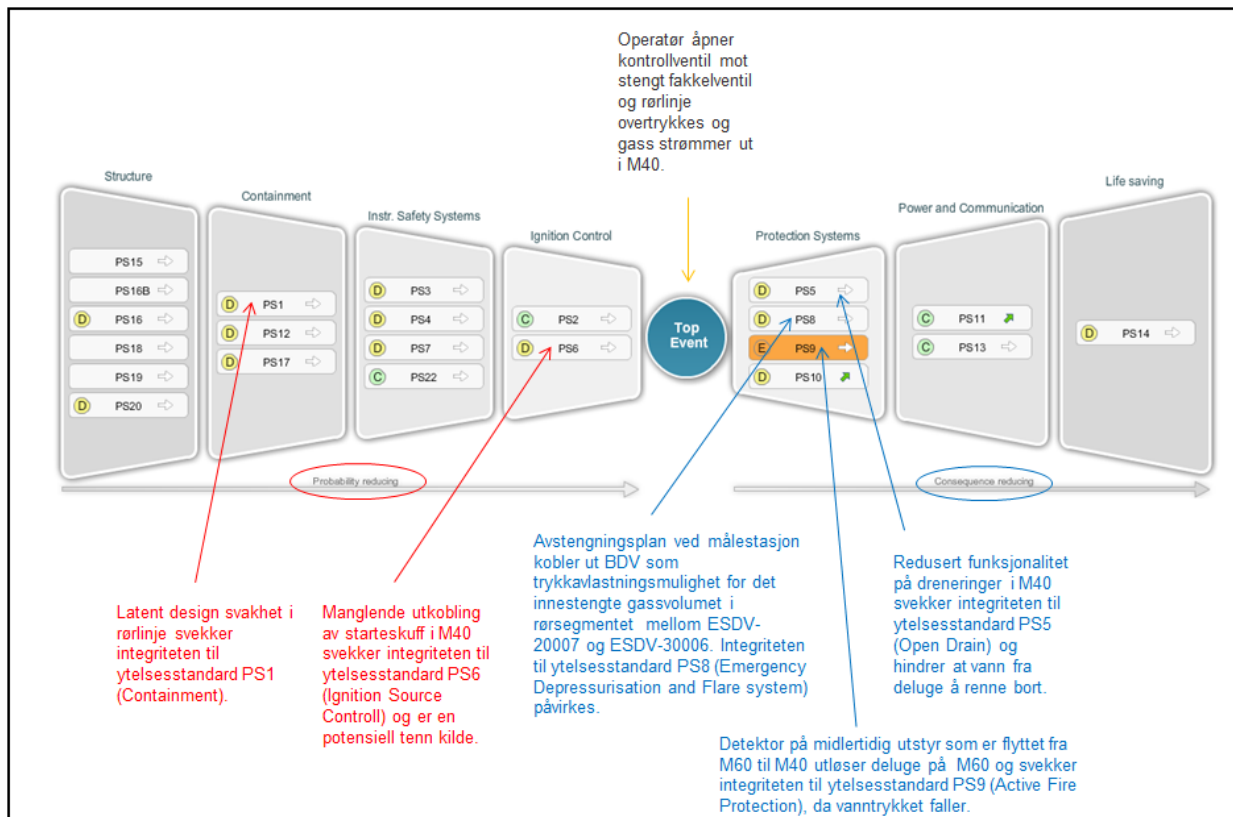 Operatør åpner
kontrollventil mot
stengt fakkelventil
og rørlinje
overtrykkes og
gass strømmer ut
i M40.
Structure
Containment
Instr. Safety Systems
Ignition Control
Protection Systems
Power and Communication
Life saving
PS15
PS16B
D PS16
PS18
PS19
D PS20
D PS1
D PS12
D PS17
D PS3
D PS4
D PS7
C PS22
C PS2
D PS6
Top
Event
D PS5
D PS8
E PS9
D PS10
C PS11
C PS13
D PS14
Probability reducing
Consequence reducing
Latent design svakhet i
rørlinje svekker
integriteten til
ytelsesstandard PS1
(Containment).
Manglende utkobling
av starteskuff i M40
svekker integriteten til
ytelsesstandard PS6
(Ignition Source
Controll) og er en
potensiell tenn kilde.
Avstengningsplan ved målestasjon
kobler ut BDV som
trykkavlastningsmulighet for det
innestengte gassvolumet i
rørsegmentet mellom ESDV-
20007 og ESDV-30006. Integriteten
til ytelsesstandard PS8 (Emergency
Depressurisation and Flare system)
påvirkes.
Redusert funksjonalitet
på dreneringer i M40
svekker integriteten til
ytelsesstandard PS5
(Open Drain) og
hindrer at vann fra
deluge å renne bort.
Detektor på midlertidig utstyr som er flyttet fra
M60 til M40 utløser deluge på M60 og svekker
integriteten til ytelsesstandard PS9 (Active Fire
Protection), da vanntrykket faller.